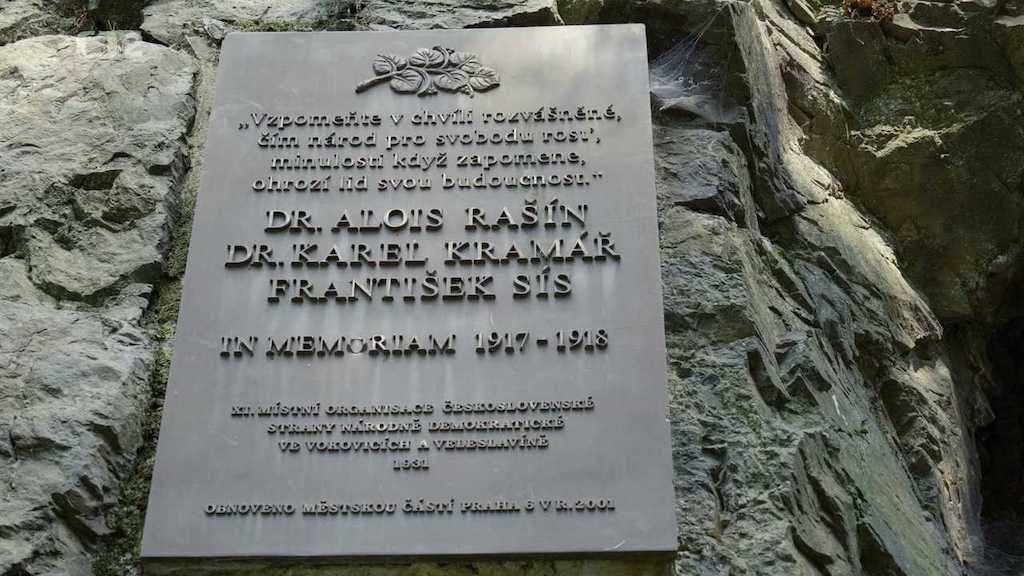 „Vzpomeňte v chvíli rozvášněné,
čím národ pro svobodu rost',
minulosti když zapomene,
ohrozí lid svou budoucnost."
DR. ALOIS RAŠÍN
DR. KAREL KRAMÁŘ
FRANTIŠEK SÍS
IN MEMORIAM 1917 - 1918
XI. MÍSTNÍ ORGANISACE ČESKOSLOVENSKÉ
STRANY NÁRODNĚ DEMOKRATICKÉ
VE VOKOVICÍCH A VELESLAVÍNĚ
1931
OBNOVENO MĚSTSKOU ČÁSTÍ PRAHA 6 V R. 2001